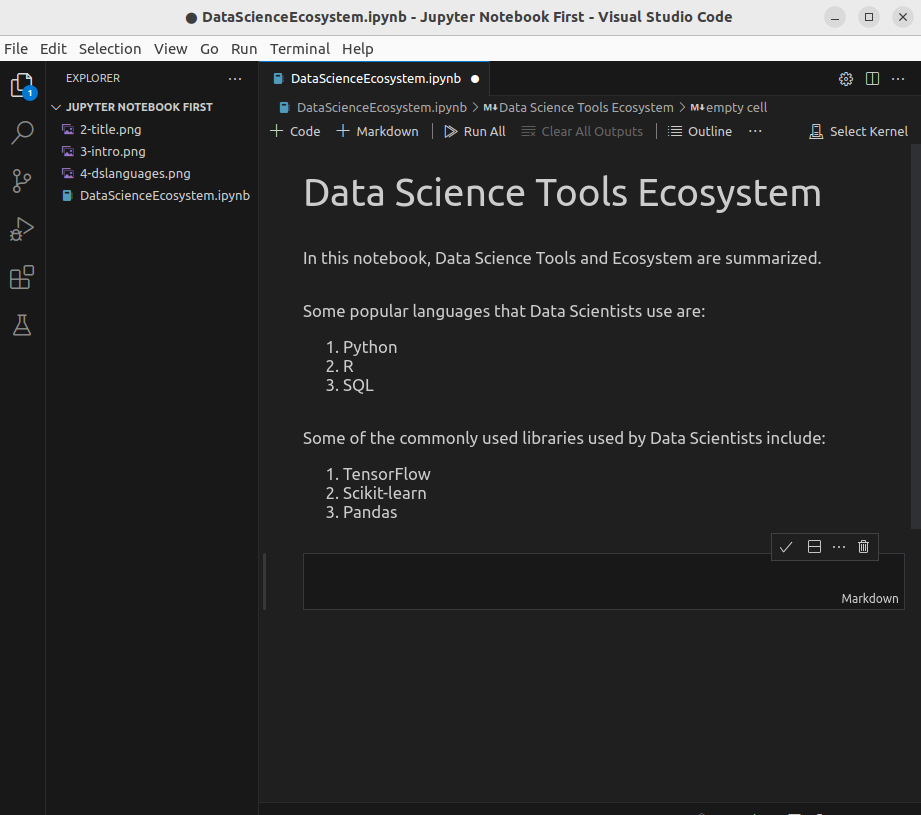 ● DataScienceEcosystem.ipynb - Jupyter Notebook First - Visual Studio Code
File Edit Selection View Go Run Terminal Help
EXPLORER
DataScienceEcosystem.ipynb ●
1
JUPYTER NOTEBOOK FIRST
2-title.png
3-intro.png
4-dslanguages.png
DataScienceEcosystem.ipynb
DataScienceEcosystem.ipynb > M↓Data Science Tools Ecosystem > M↓empty cell
+ Code + Markdown | Run All Clear All Outputs | Outline ··· Select Kernel
Data Science Tools Ecosystem
In this notebook, Data Science Tools and Ecosystem are summarized.
Some popular languages that Data Scientists use are:
1. Python
2. R
3. SQL
Some of the commonly used libraries used by Data Scientists include:
1. TensorFlow
2. Scikit-learn
3. Pandas
Markdown